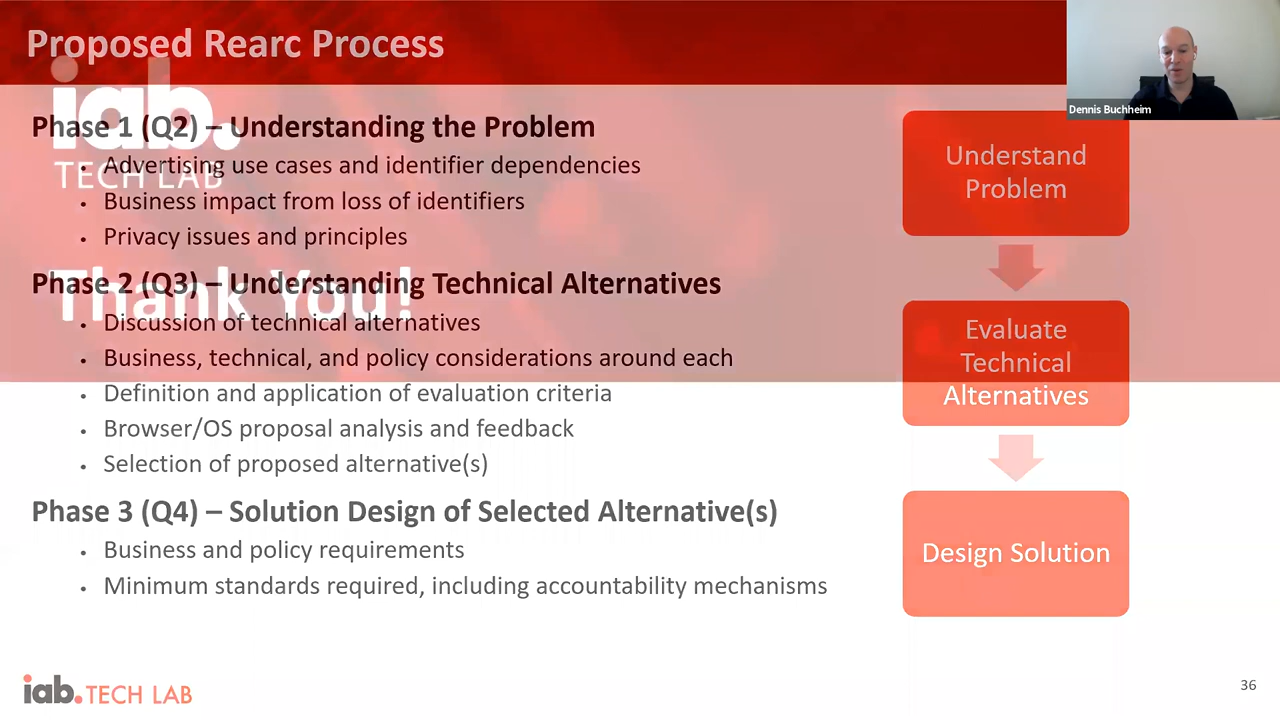 Proposed Rearc Process
Dennis Buchheim
iab.
TECH LAB
Phase 1 (Q2) – Understanding the Problem
• Advertising use cases and identifier dependencies
• Business impact from loss of identifiers
• Privacy issues and principles
Thank You!
Phase 2 (Q3) – Understanding Technical Alternatives
• Discussion of technical alternatives
• Business, technical, and policy considerations around each
• Definition and application of evaluation criteria
• Browser/OS proposal analysis and feedback
• Selection of proposed alternative(s)
Phase 3 (Q4) – Solution Design of Selected Alternative(s)
• Business and policy requirements
• Minimum standards required, including accountability mechanisms
Understand
Problem
Evaluate
Technical
Alternatives
Design Solution
iab. TECH LAB
36